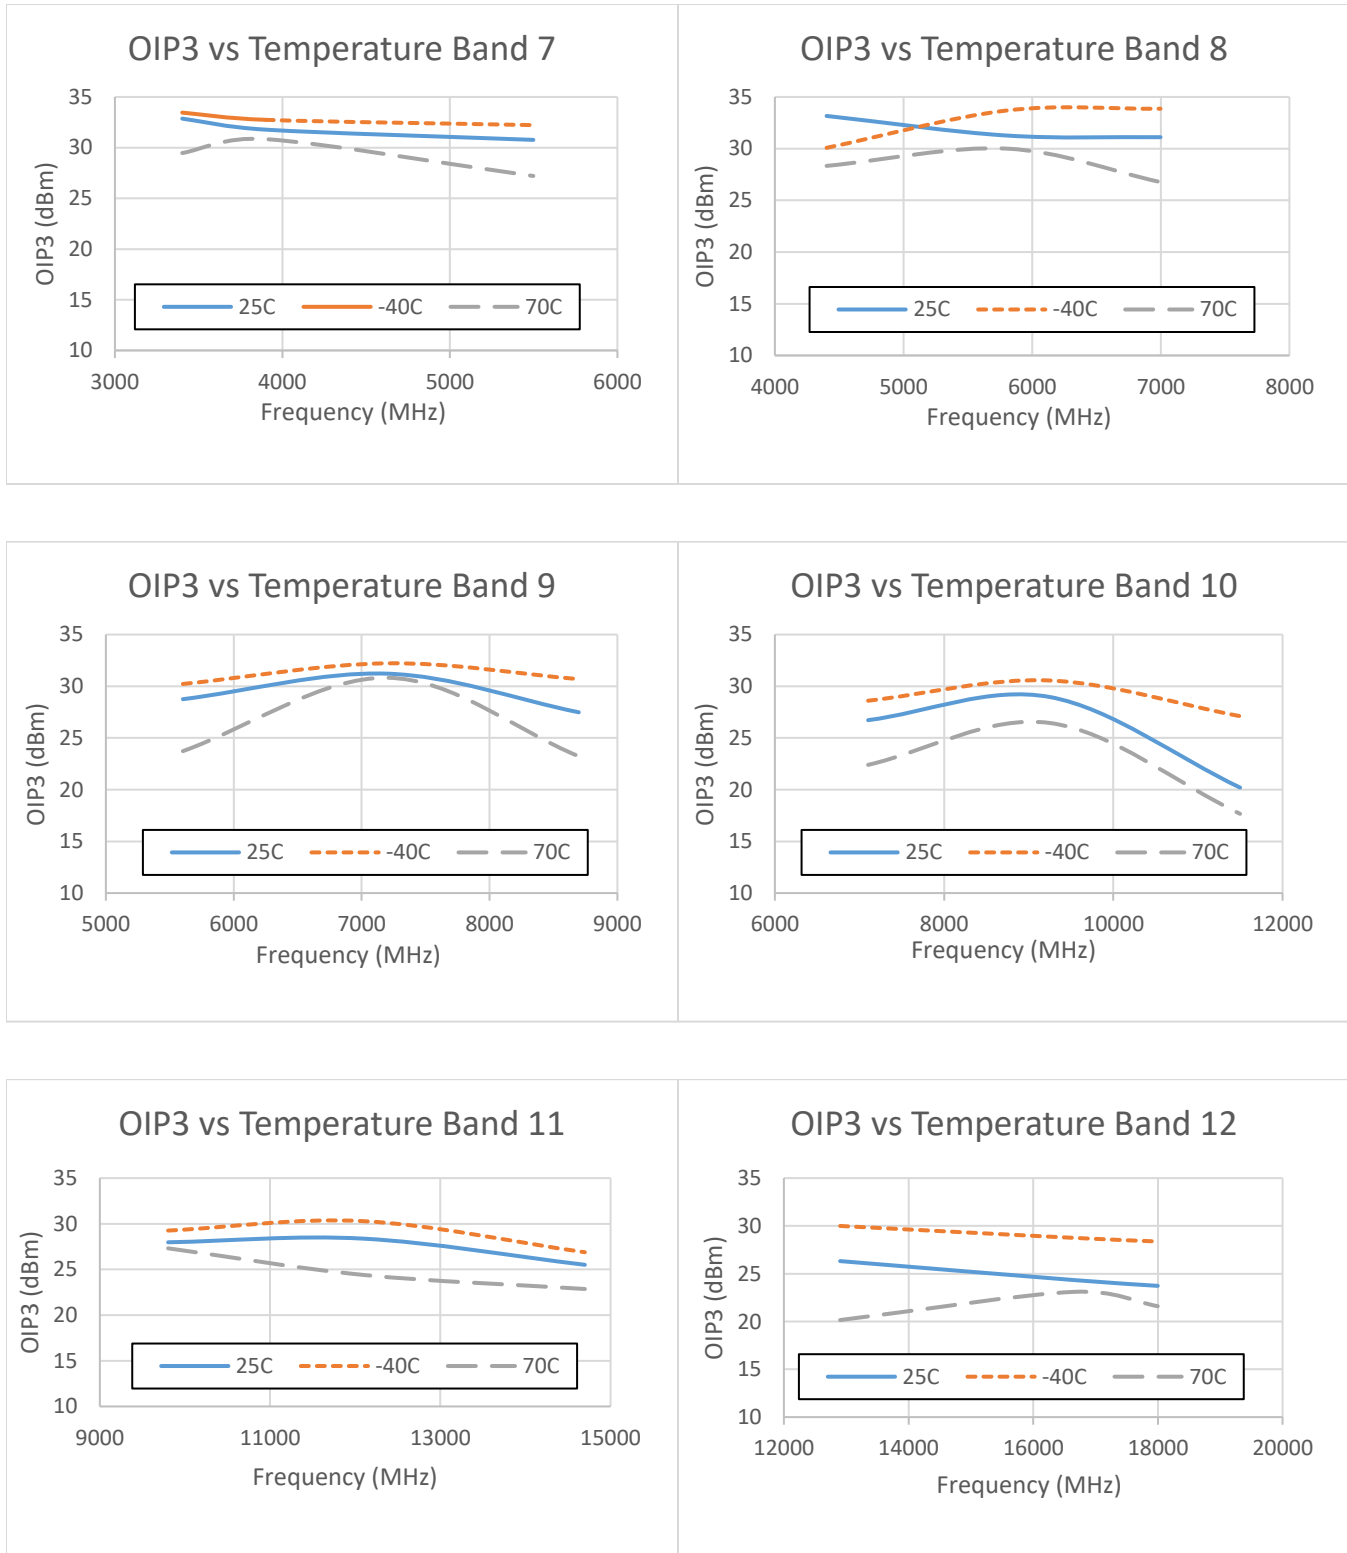 OIP3 vs Temperature Band 7
35
30
25
20
15
10
OIP3 (dBm)
25C -40C 70C
3000 4000 5000 6000
Frequency (MHz)
OIP3 vs Temperature Band 8
35
30
25
20
15
10
OIP3 (dBm)
25C -40C 70C
4000 5000 6000 7000 8000
Frequency (MHz)
OIP3 vs Temperature Band 9
35
30
25
20
15
10
OIP3 (dBm)
25C -40C 70C
5000 6000 7000 8000 9000
Frequency (MHz)
OIP3 vs Temperature Band 10
35
30
25
20
15
10
OIP3 (dBm)
25C -40C 70C
6000 8000 10000 12000
Frequency (MHz)
OIP3 vs Temperature Band 11
35
30
25
20
15
10
OIP3 (dBm)
25C -40C 70C
9000 11000 13000 15000
Frequency (MHz)
OIP3 vs Temperature Band 12
35
30
25
20
15
10
OIP3 (dBm)
25C -40C 70C
12000 14000 16000 18000 20000
Frequency (MHz)